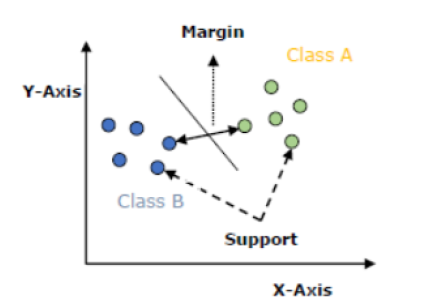 Margin
Class A
Y-Axis
Class B
Support
X-Axis